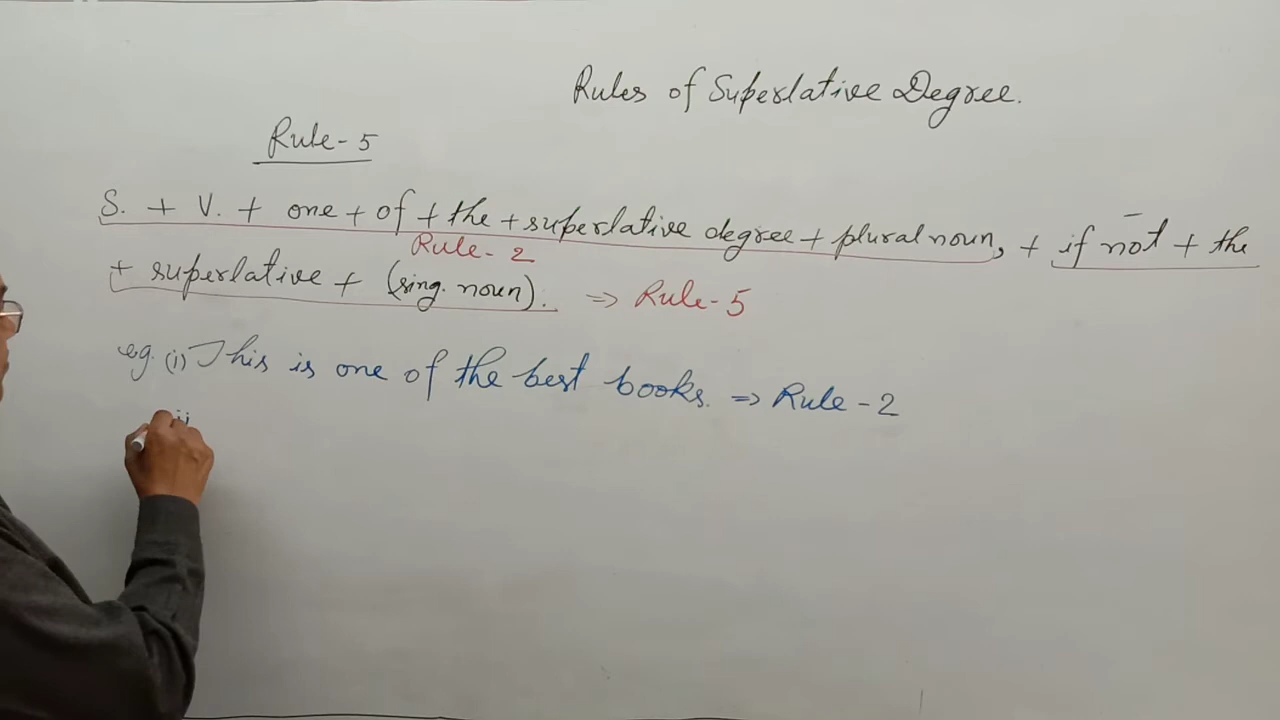 Rules of Superlative Degree.
Rule-5
S. + V. + one + of + the + superlative degree + plural noun, + if not + the
Rule-2
+ superlative + (sing. noun). ⇒ Rule-5
eg. (i) This is one of the best books. ⇒ Rule-2
ii